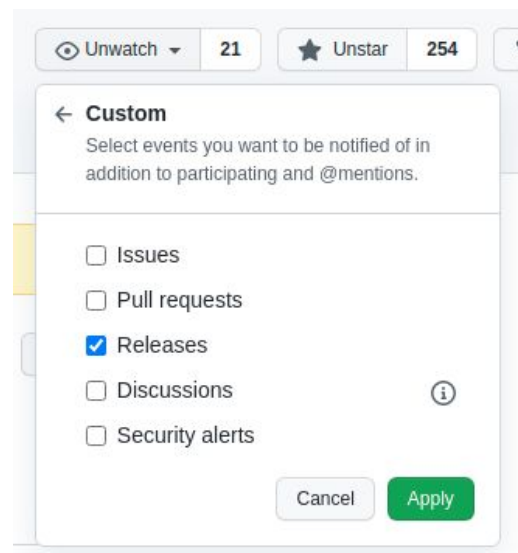 Unwatch 21 Unstar 254
Custom
Select events you want to be notified of in
addition to participating and @mentions.
Issues
Pull requests
Releases
Discussions
Security alerts
Cancel Apply